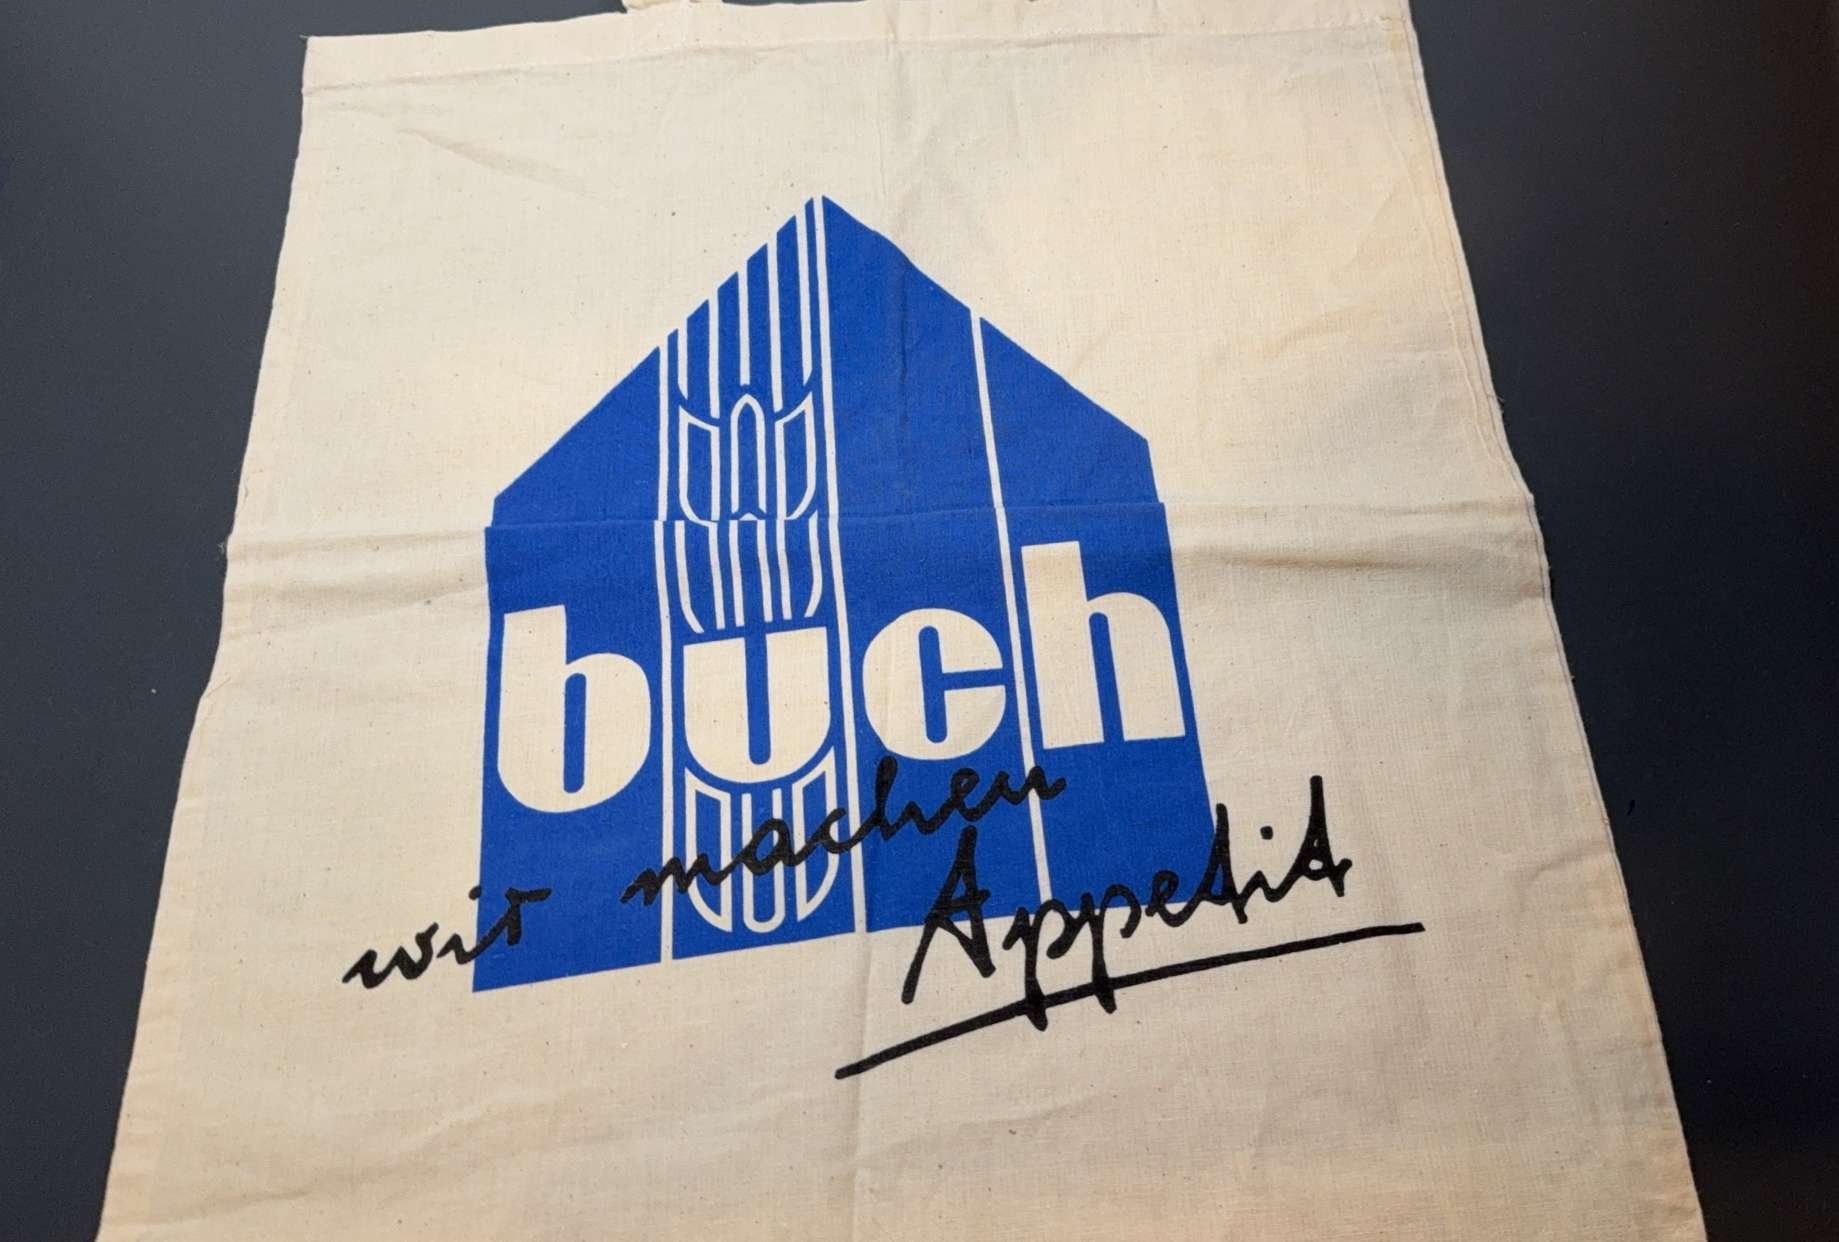 buch
wir machen
Appetit